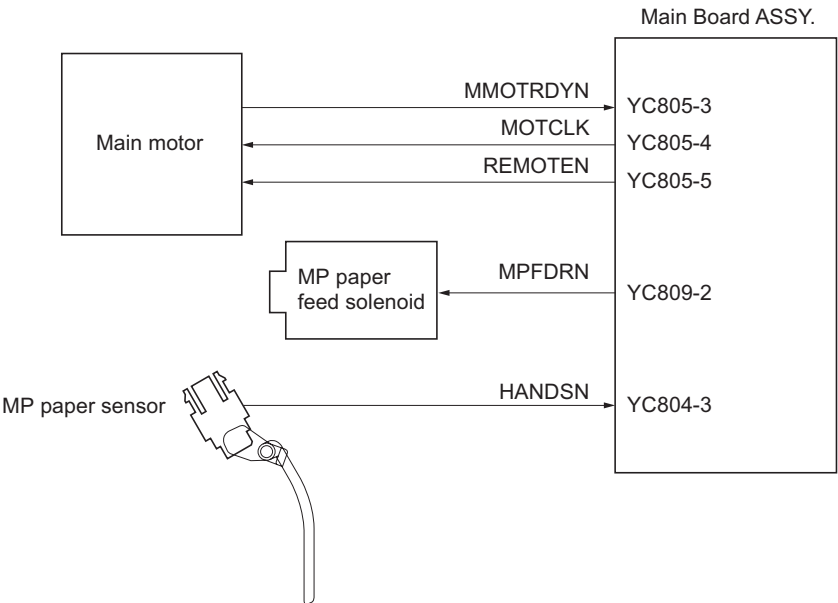 Main Board ASSY.
MMOTRDYN
YC805-3
Main motor
MOTCLK
YC805-4
REMOTEN
YC805-5
MP paper
feed solenoid
MPFDRN
YC809-2
MP paper sensor
HANDSN
YC804-3